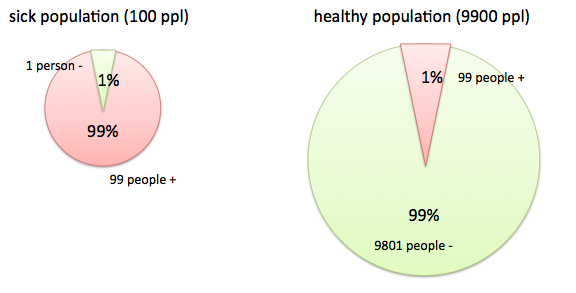 sick population (100 ppl)
1 person -
1%
99%
99 people +
healthy population (9900 ppl)
1%
99 people +
99%
9801 people -